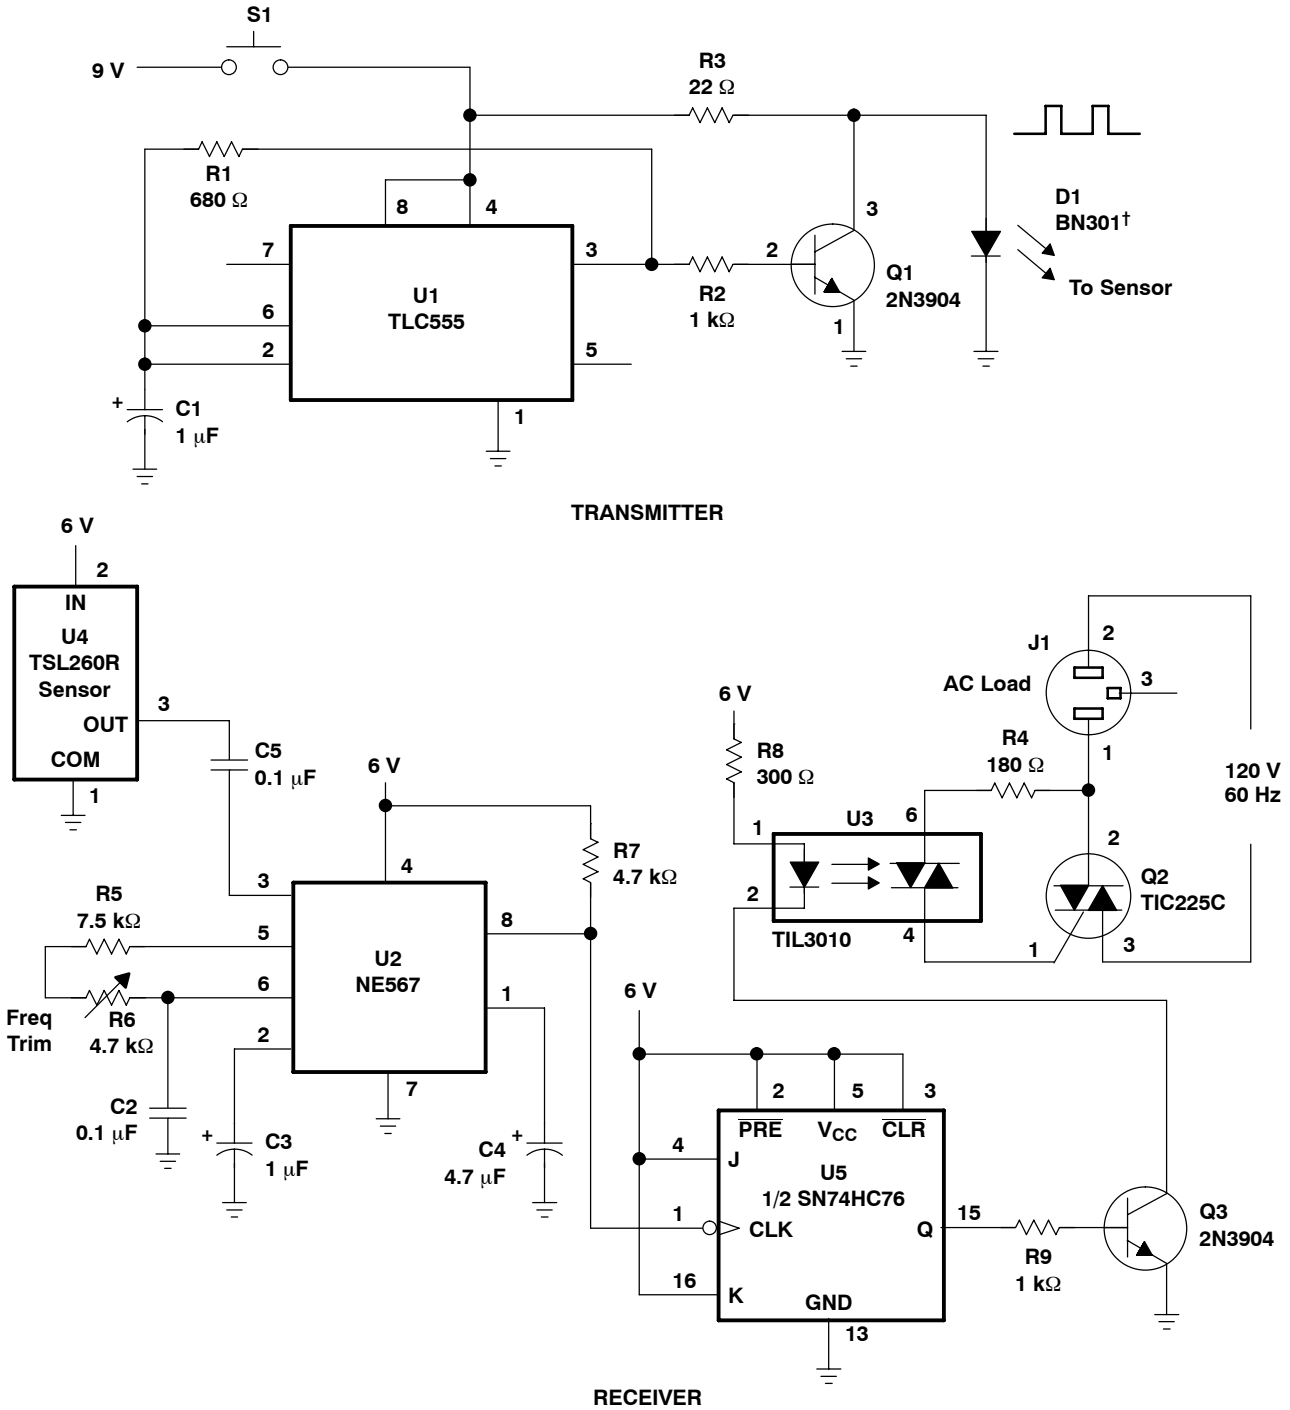 S1
9 V
R3
22 Ω
R1
680 Ω
8
4
D1
BN301†
To Sensor
7
3
2
3
U1
TLC555
R2
1 kΩ
Q1
2N3904
1
6
2
5
+
C1
1 μF
1
TRANSMITTER
6 V
2
IN
U4
TSL260R
Sensor
OUT
3
COM
1
C5
0.1 μF
6 V
4
R7
4.7 kΩ
3
R5
7.5 kΩ
5
8
U2
NE567
6
1
Freq
Trim
R6
4.7 kΩ
2
7
C2
0.1 μF
+
C3
1 μF
C4
4.7 μF
+
J1
2
AC Load
3
6 V
R8
300 Ω
R4
180 Ω
1
120 V
60 Hz
1
U3
6
2
Q2
TIC225C
2
TIL3010
4
1
3
6 V
2
5
3
PRE
VCC
CLR
4
J
U5
1/2 SN74HC76
1
CLK
Q
15
16
K
R9
1 kΩ
Q3
2N3904
GND
13
RECEIVER